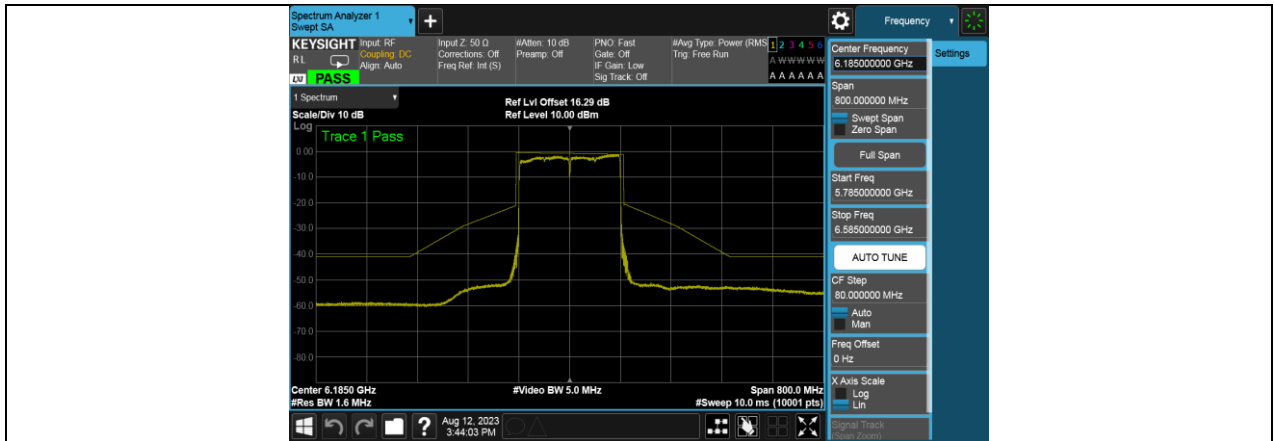 Spectrum Analyzer 1
Swept SA
Frequency
KEYSIGHT
R L
LXI
PASS
Input: RF
Coupling: DC
Align: Auto
Input Z: 50 Ω
Corrections: Off
Freq Ref: Int (S)
#Atten: 10 dB
Preamp: Off
PNO: Fast
Gate: Off
IF Gain: Low
Sig Track: Off
#Avg Type: Power (RMS
Trig: Free Run
1 2 3 4 5 6
A W W W W W
A A A A A A
1 Spectrum
Scale/Div 10 dB
Ref Lvl Offset 16.29 dB
Ref Level 10.00 dBm
Log
Trace 1 Pass
0.00
-10.0
-20.0
-30.0
-40.0
-50.0
-60.0
-70.0
-80.0
Center 6.1850 GHz
#Res BW 1.6 MHz
#Video BW 5.0 MHz
Span 800.0 MHz
#Sweep 10.0 ms (10001 pts)
Center Frequency
6.185000000 GHz
Settings
Span
800.000000 MHz
Swept Span
Zero Span
Full Span
Start Freq
5.785000000 GHz
Stop Freq
6.585000000 GHz
AUTO TUNE
CF Step
80.000000 MHz
Auto
Man
Freq Offset
0 Hz
X Axis Scale
Log
Lin
Signal Track
(Span Zoom)
?
Aug 12, 2023
3:44:03 PM